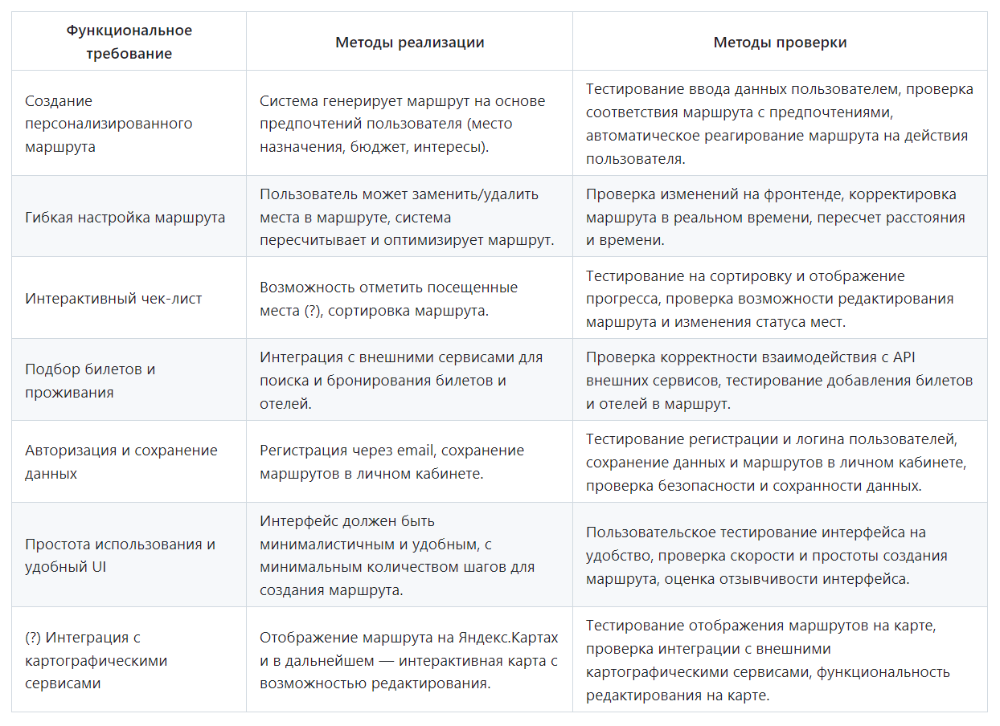 Функциональное
требование
Методы реализации
Методы проверки
Создание
персонализированного
маршрута
Система генерирует маршрут на основе
предпочтений пользователя (место
назначения, бюджет, интересы).
Тестирование ввода данных пользователем, проверка
соответствия маршрута с предпочтениями,
автоматическое реагирование маршрута на действия
пользователя.
Гибкая настройка маршрута
Пользователь может заменить/удалить
места в маршруте, система
пересчитывает и оптимизирует маршрут.
Проверка изменений на фронтенде, корректировка
маршрута в реальном времени, пересчет расстояния
и времени.
Интерактивный чек-лист
Возможность отметить посещенные
места (?), сортировка маршрута.
Тестирование на сортировку и отображение
прогресса, проверка возможности редактирования
маршрута и изменения статуса мест.
Подбор билетов и
проживания
Интеграция с внешними сервисами для
поиска и бронирования билетов и
отелей.
Проверка корректности взаимодействия с API
внешних сервисов, тестирование добавления билетов
и отелей в маршрут.
Авторизация и сохранение
данных
Регистрация через email, сохранение
маршрутов в личном кабинете.
Тестирование регистрации и логина пользователей,
сохранение данных и маршрутов в личном кабинете,
проверка безопасности и сохранности данных.
Простота использования и
удобный UI
Интерфейс должен быть
минималистичным и удобным, с
минимальным количеством шагов для
создания маршрута.
Пользовательское тестирование интерфейса на
удобство, проверка скорости и простоты создания
маршрута, оценка отзывчивости интерфейса.
(?) Интеграция с
картографическими
сервисами
Отображение маршрута на Яндекс.Картах
и в дальнейшем — интерактивная карта с
возможностью редактирования.
Тестирование отображения маршрутов на карте,
проверка интеграции с внешними
картографическими сервисами, функциональность
редактирования на карте.